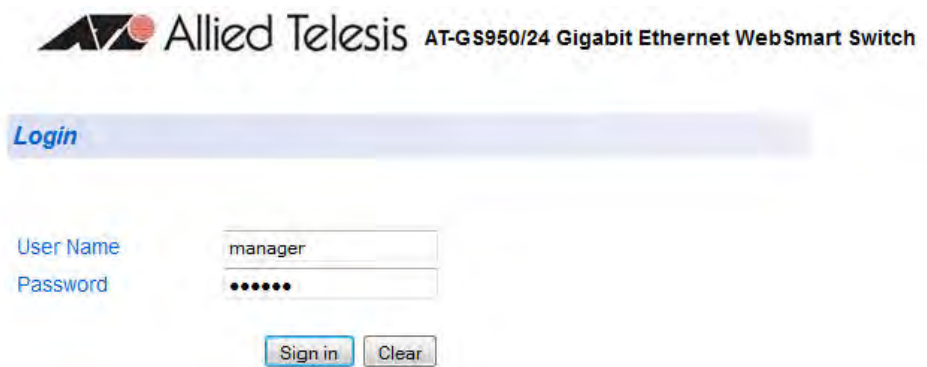 Allied Telesis AT-GS950/24 Gigabit Ethernet WebSmart Switch
Login
User Name manager
Password ••••••
Sign in Clear